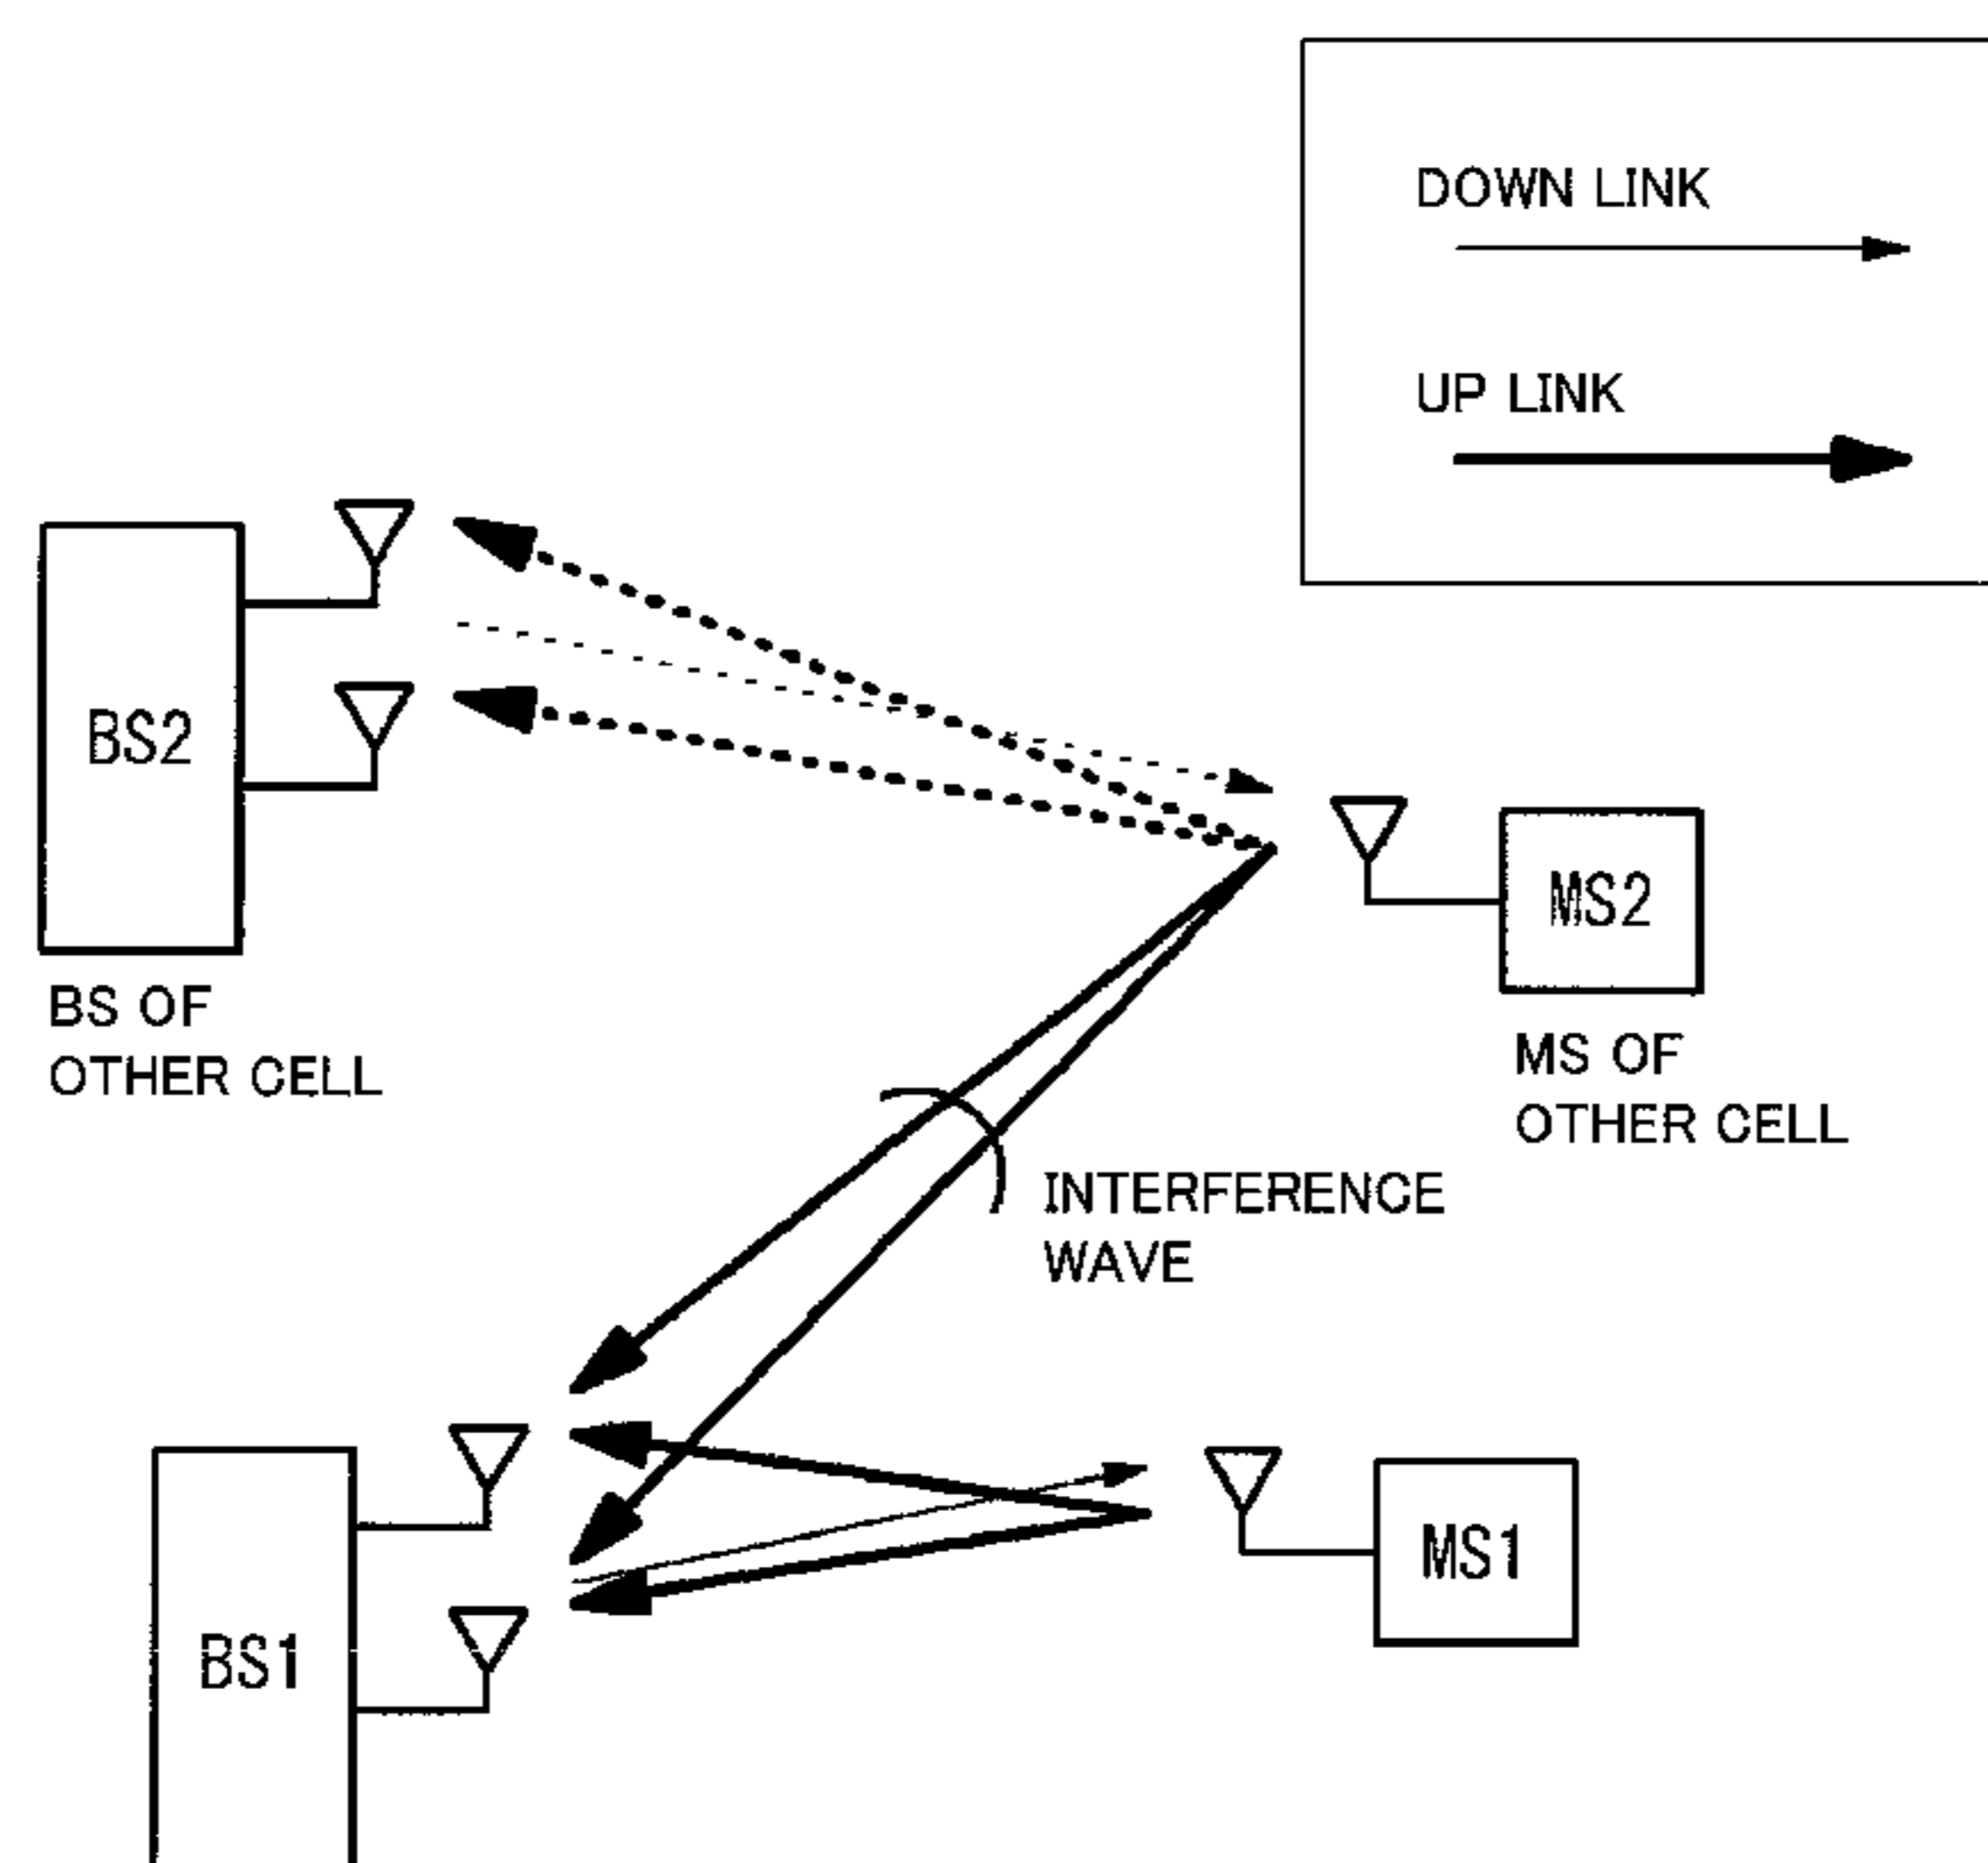 DOWN LINK
UP LINK
BS2
BS OF
OTHER CELL
MS2
MS OF
OTHER CELL
INTERFERENCE
WAVE
MS1
BS1